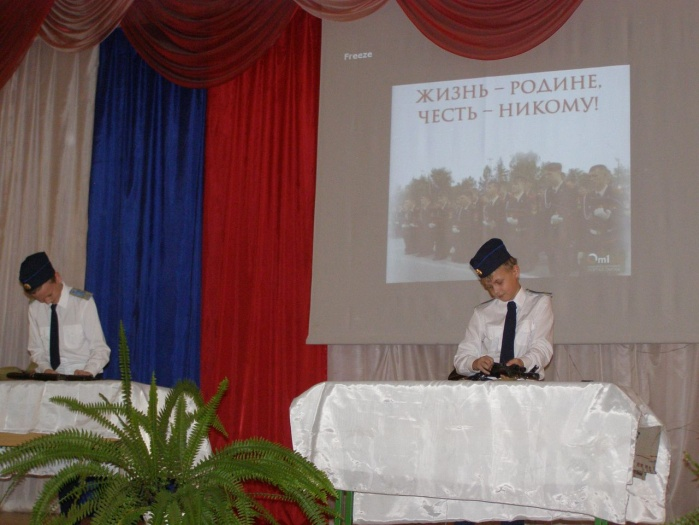 Freeze
ЖИЗНЬ – РОДИНЕ,
ЧЕСТЬ – НИКОМУ!